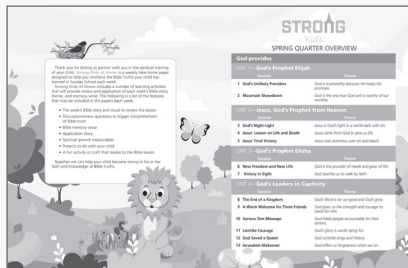 Thank you for letting us partner with you in the spiritual training
of your child. Strong Kids at Home is a weekly take-home paper
designed to help you reinforce the Bible truths your child has
learned in Sunday School each week.
Strong Kids at Home includes a number of learning activities
that will provide review and application of each week's Bible story,
theme, and memory verse. The following is a list of the features
that may be included in the papers each week.
• The week's Bible story and visual to review the lesson
• Discussion/review questions to trigger comprehension
of Bible truth
• Bible memory verse
• Application story
• Spiritual growth measurables
• Projects to do with your child
• A fun activity or craft that relates to the Bible lesson
Together we can help your child become strong in his or her
faith and knowledge of Bible truths.
STRONG
kids
SPRING QUARTER OVERVIEW
God provides
UNIT 1 – God's Prophet Elijah
Session Theme
1 God's Unlikely Providers God is trustworthy because He keeps His
promises.
2 Mountain Showdown God is the one true God and is worthy of our
worship.
UNIT 2 – Jesus, God's Prophet from Heaven
Session Theme
3 God's Night Light Jesus is God's light in a world dark with sin.
4 Jesus' Lesson on Life and Death Jesus came from God to give us life.
5 Jesus' Final Victory Jesus rose victorious over sin and death.
UNIT 3 – God's Prophet Elisha
Session Theme
6 New Freedom and New Life God is the provider of needs and giver of life.
7 Victory in Sight God teaches us to walk by faith.
UNIT 4 – God's Leaders in Captivity
Session Theme
8 The End of a Kingdom God's Word is for our good and God's glory.
9 A Warm Welcome for Three Friends God gives us the strength and courage to
stand for Him.
10 Serious Text Message God holds people accountable for their
actions.
11 Lionlike Courage God's glory is worth dying for.
12 God Saved a Queen God controls kings and history.
13 Jerusalem Makeover God offers us forgiveness when we sin.